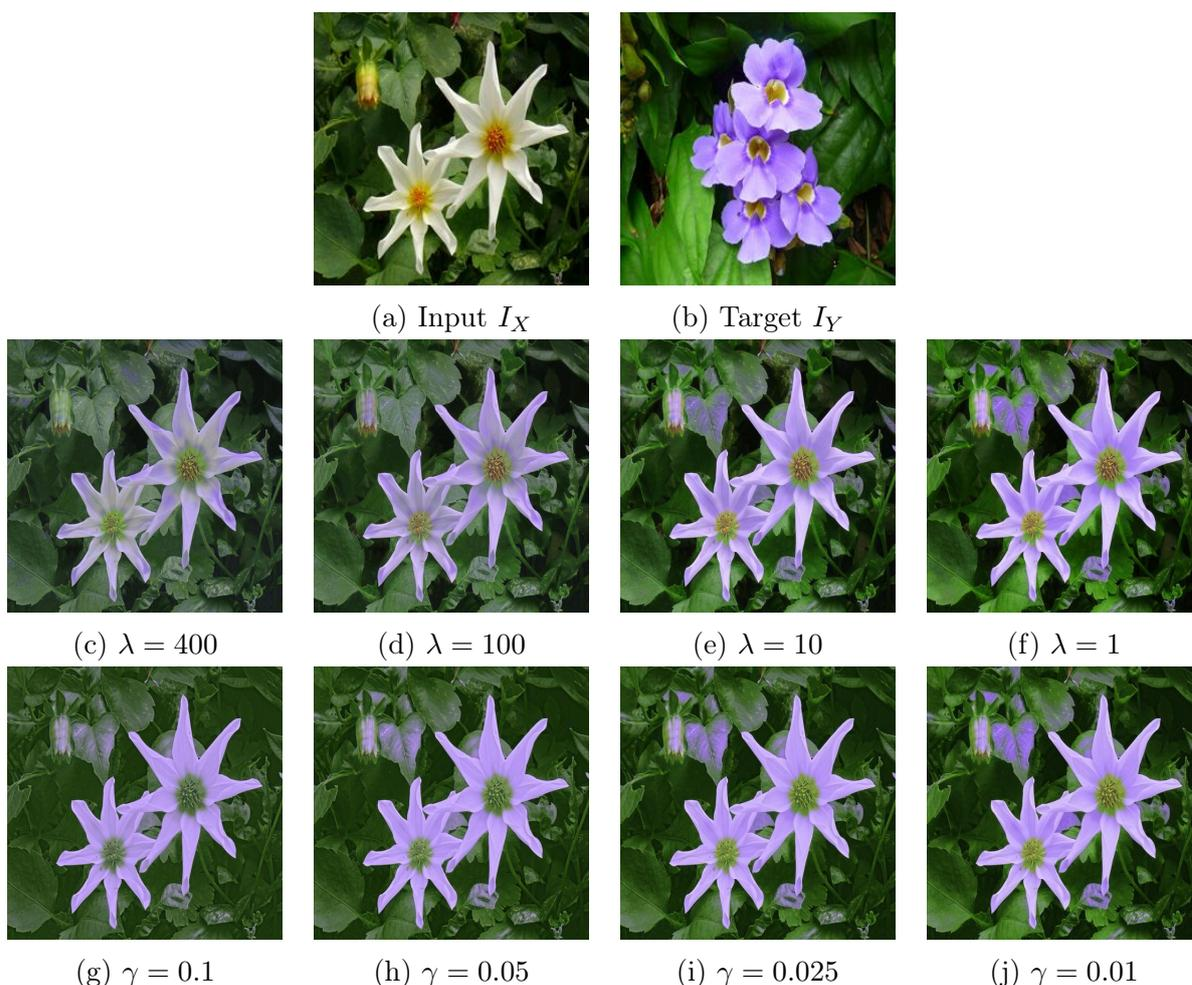 (a) Input I_X
(b) Target I_Y
(c) λ = 400
(d) λ = 100
(e) λ = 10
(f) λ = 1
(g) γ = 0.1
(h) γ = 0.05
(i) γ = 0.025
(j) γ = 0.01